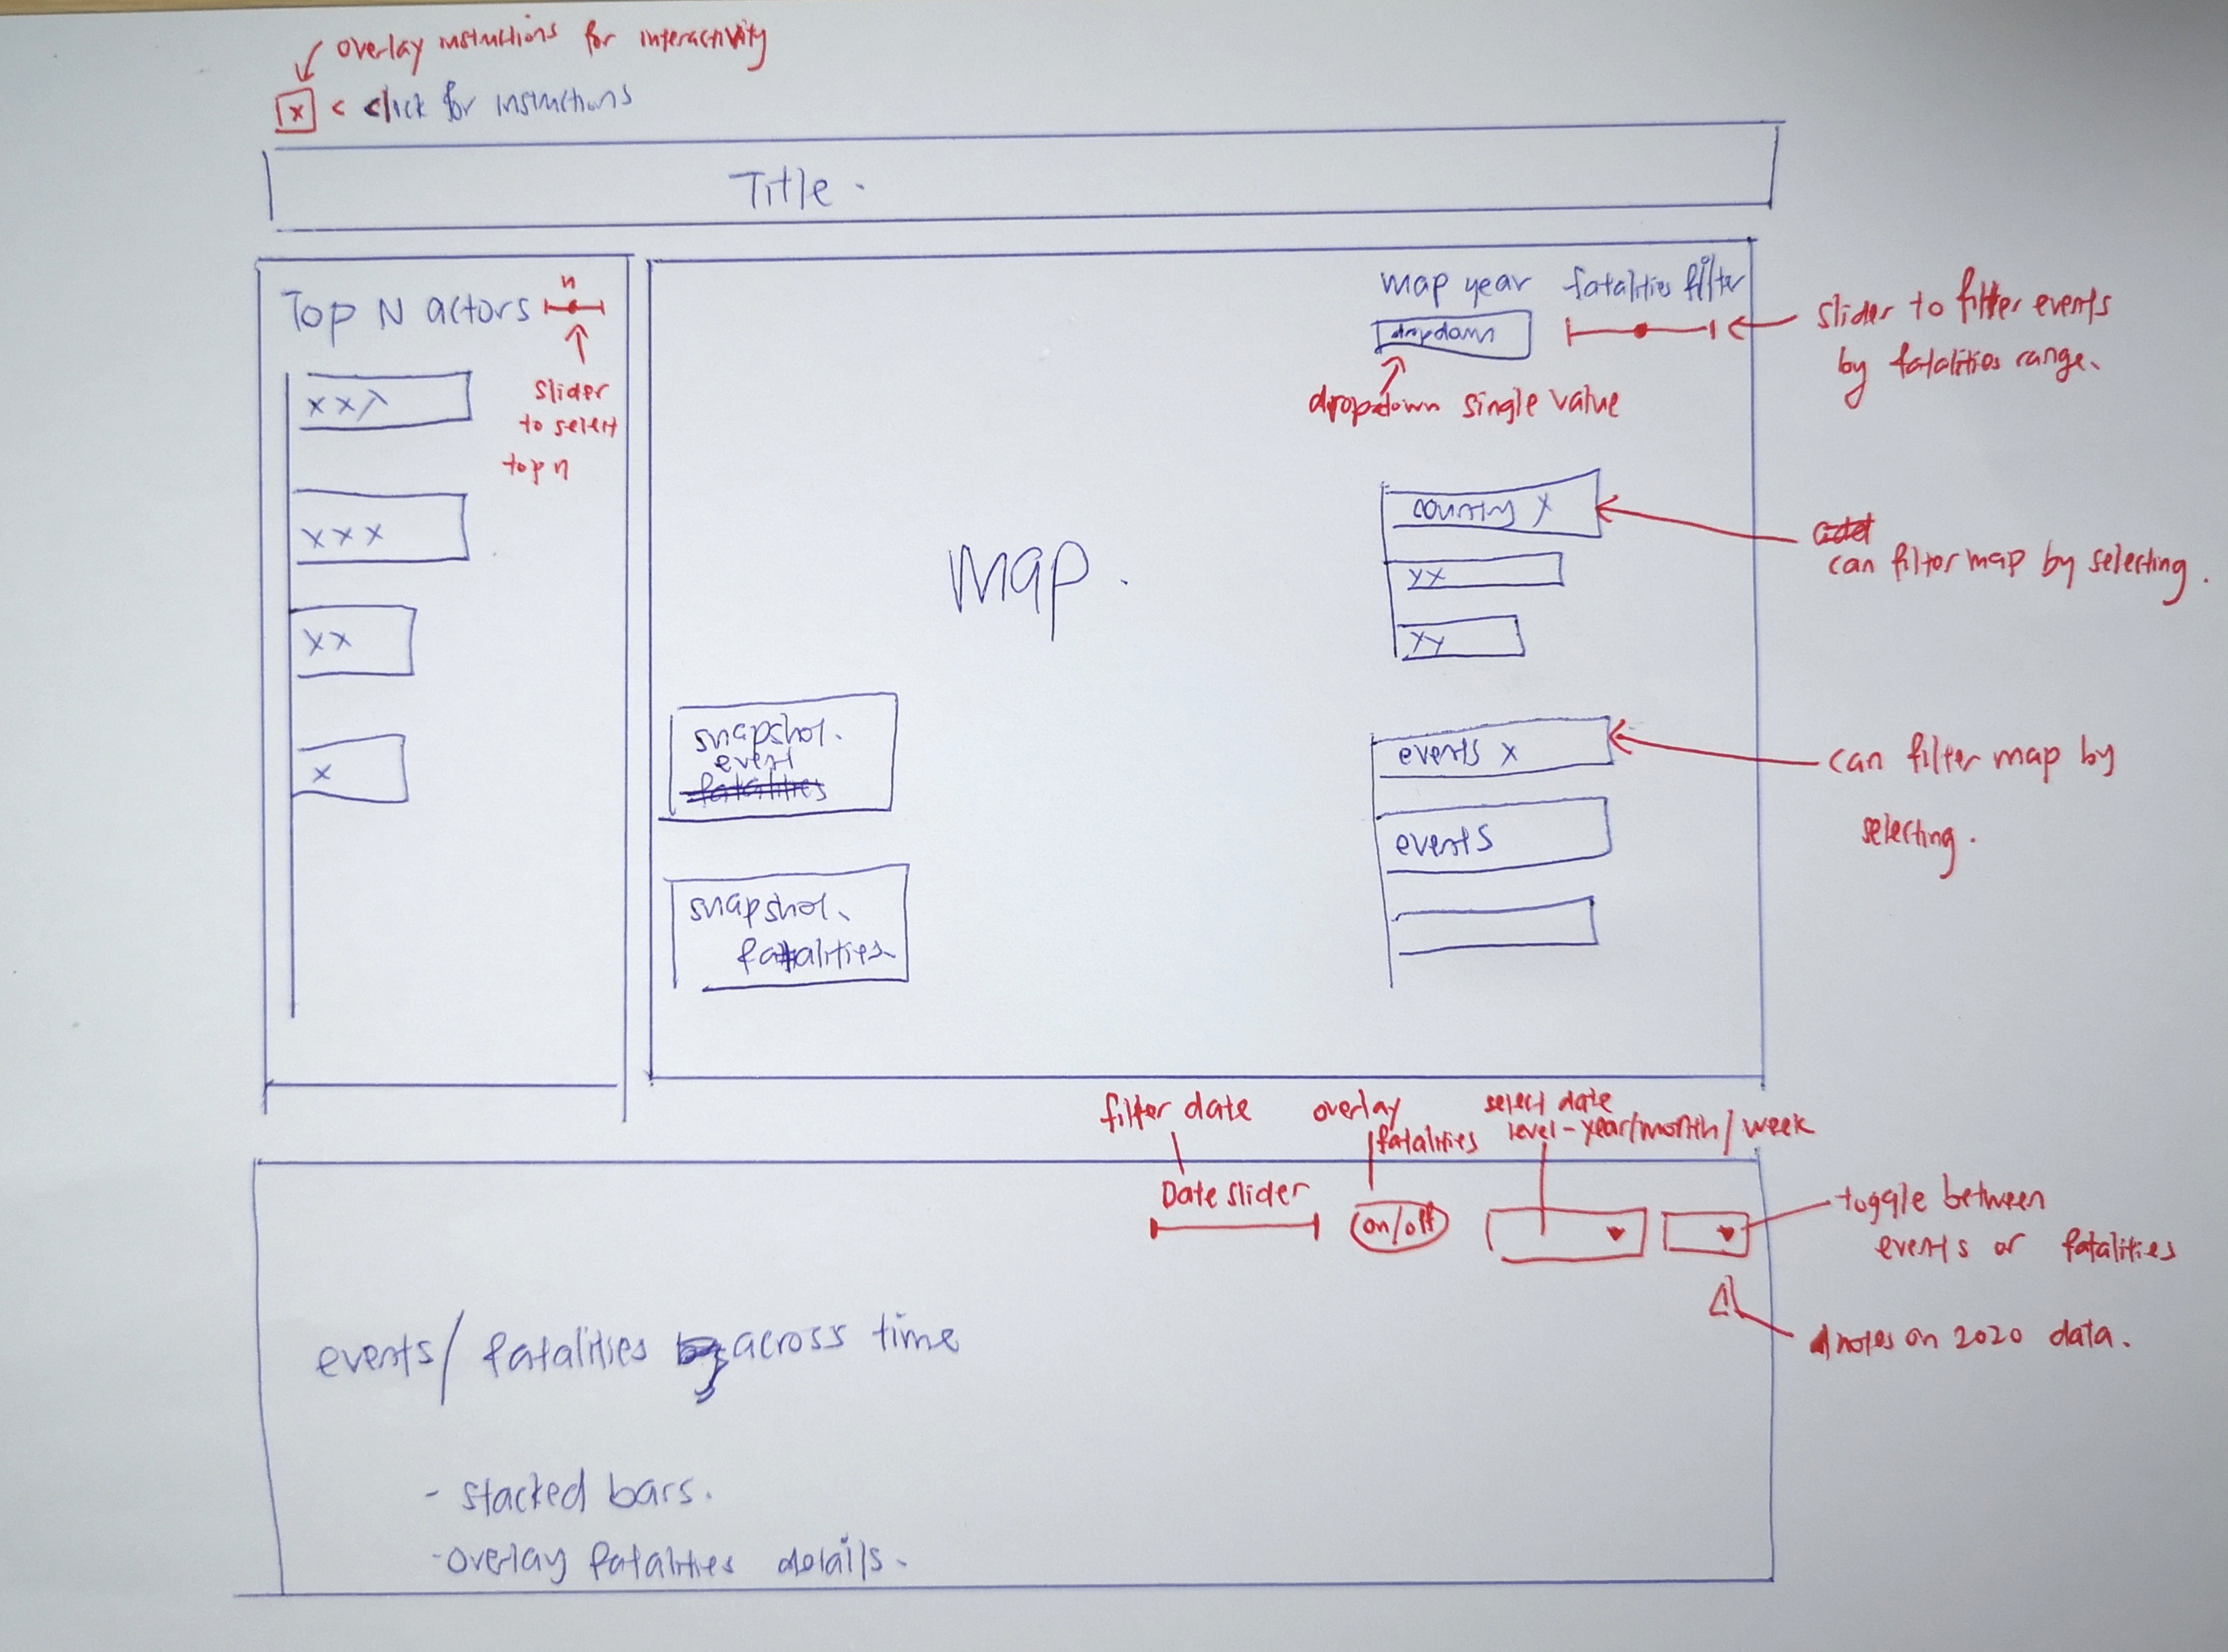 overlay instructions for interactivity
x < click for instructions
Title.
Top N actors
n
slider
to select
top n
xxx
xxx
xx
x
map year
dropdown
dropdown single value
fatalities filter
slider to filter events
by fatalities range.
Map.
country x
can filter map by selecting.
yx
xy
snapshot.
event
fatalities
snapshot.
fatalities
events x
can filter map by
selecting.
events
filter date
Date slider
overlay
fatalities
on/off
select date
level - year/month/week
toggle between
events or fatalities
notes on 2020 data.
events/fatalities across time
- stacked bars.
- overlay fatalities details.